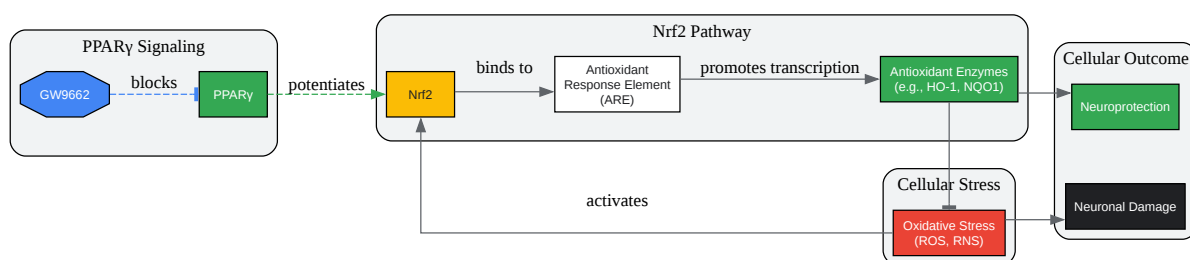 PPARγ Signaling
GW9662
blocks
PPARγ
potentiates
Nrf2 Pathway
Nrf2
binds to
Antioxidant
Response Element
(ARE)
promotes transcription
Antioxidant Enzymes
(e.g., HO-1, NQO1)
Cellular Outcome
Neuroprotection
Neuronal Damage
activates
Cellular Stress
Oxidative Stress
(ROS, RNS)